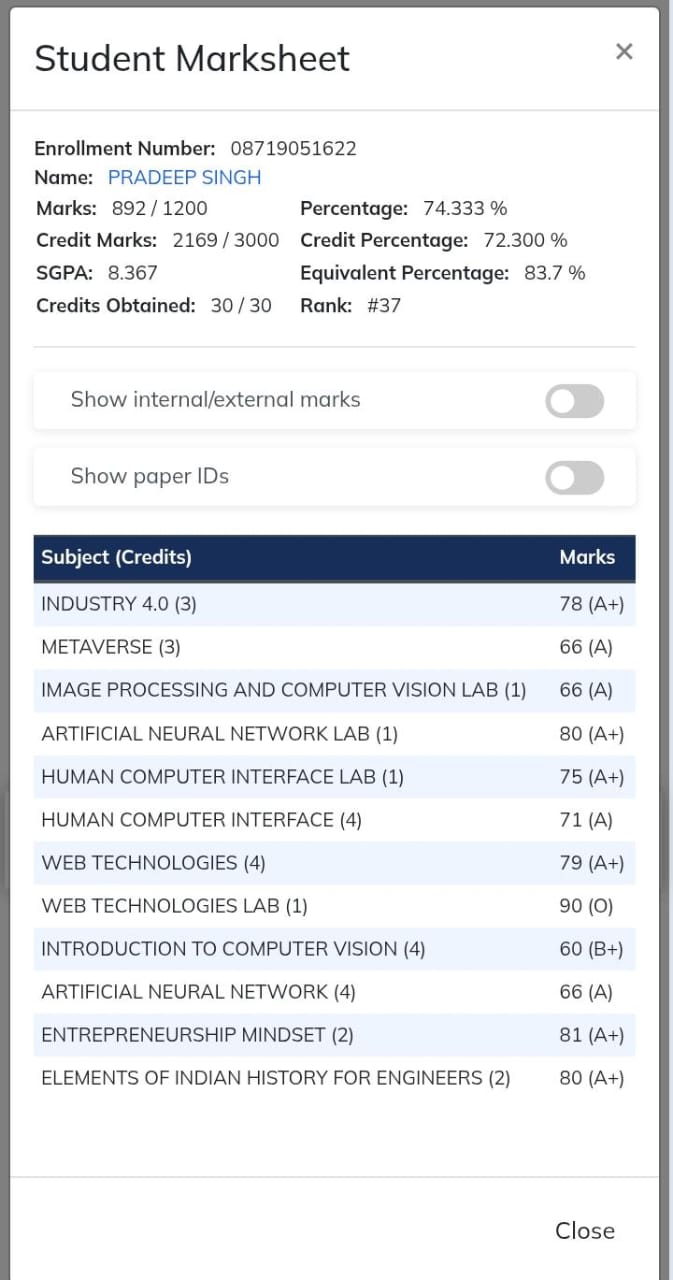 Student Marksheet ×
Enrollment Number: 08719051622
Name: PRADEEP SINGH
Marks: 892 / 1200 Percentage: 74.333 %
Credit Marks: 2169 / 3000 Credit Percentage: 72.300 %
SGPA: 8.367 Equivalent Percentage: 83.7 %
Credits Obtained: 30 / 30 Rank: #37
Show internal/external marks
Show paper IDs
Subject (Credits) Marks
INDUSTRY 4.0 (3) 78 (A+)
METAVERSE (3) 66 (A)
IMAGE PROCESSING AND COMPUTER VISION LAB (1) 66 (A)
ARTIFICIAL NEURAL NETWORK LAB (1) 80 (A+)
HUMAN COMPUTER INTERFACE LAB (1) 75 (A+)
HUMAN COMPUTER INTERFACE (4) 71 (A)
WEB TECHNOLOGIES (4) 79 (A+)
WEB TECHNOLOGIES LAB (1) 90 (O)
INTRODUCTION TO COMPUTER VISION (4) 60 (B+)
ARTIFICIAL NEURAL NETWORK (4) 66 (A)
ENTREPRENEURSHIP MINDSET (2) 81 (A+)
ELEMENTS OF INDIAN HISTORY FOR ENGINEERS (2) 80 (A+)
Close